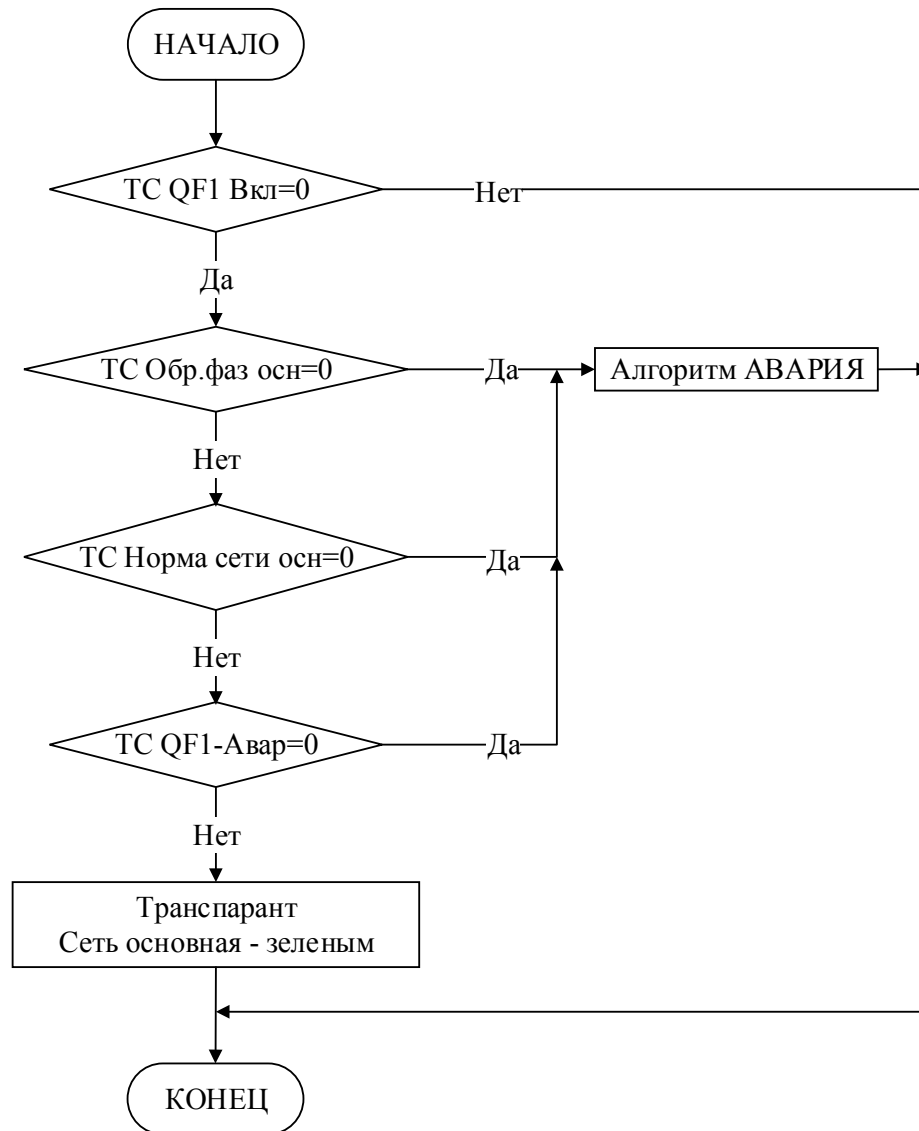 НАЧАЛО
ТС QF1 Вкл=0
Нет
Да
ТС Обр.фаз осн=0
Да
Алгоритм АВАРИЯ
Нет
ТС Норма сети осн=0
Да
Нет
ТС QF1-Авар=0
Да
Нет
Транспарант
Сеть основная - зеленым
КОНЕЦ